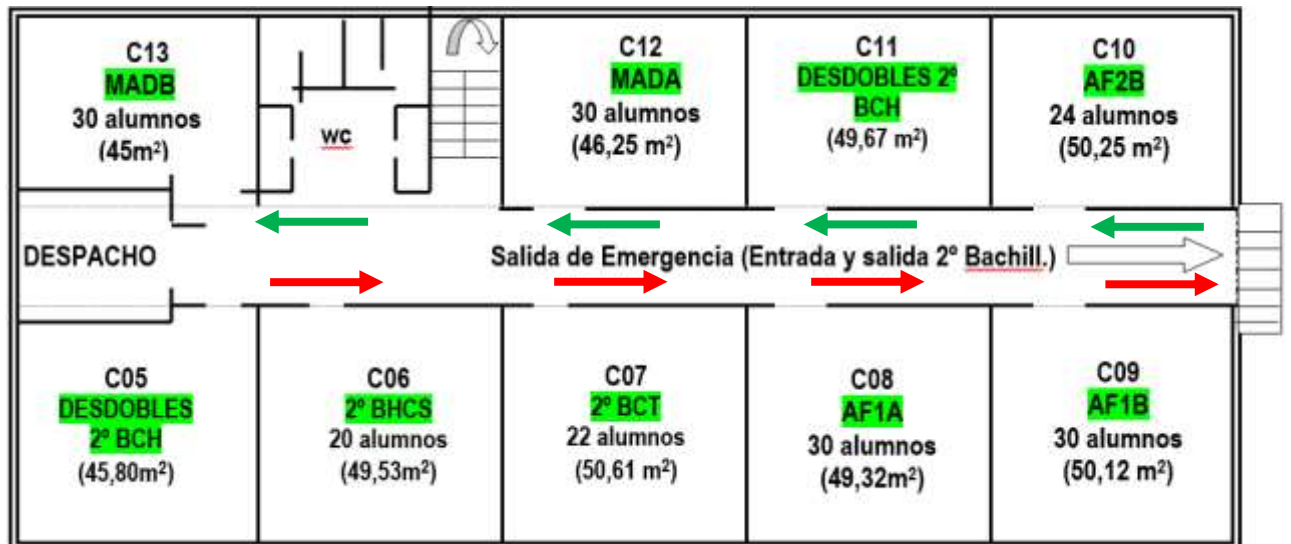 C13
MADB
30 alumnos
(45m²)
wc
C12
MADA
30 alumnos
(46,25 m²)
C11
DESDOBLES 2º
BCH
(49,67 m²)
C10
AF2B
24 alumnos
(50,25 m²)
DESPACHO
Salida de Emergencia (Entrada y salida 2º Bachill.)
C05
DESDOBLES
2º BCH
(45,80m²)
C06
2º BHCS
20 alumnos
(49,53m²)
C07
2º BCT
22 alumnos
(50,61 m²)
C08
AF1A
30 alumnos
(49,32m²)
C09
AF1B
30 alumnos
(50,12 m²)